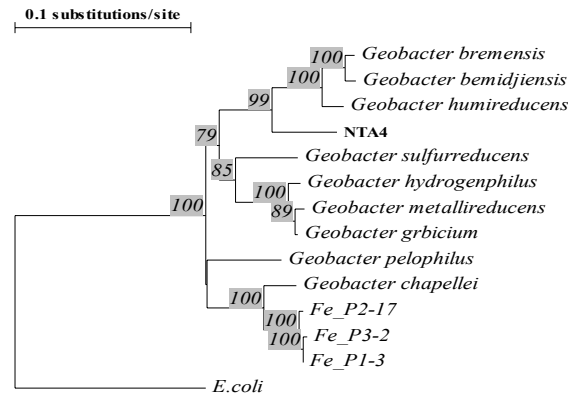 0.1 substitutions/site
100
Geobacter bremensis
100
Geobacter bemidjiensis
99
Geobacter humireducens
79
NTA4
85
Geobacter sulfurreducens
100
Geobacter hydrogenphilus
100
89
Geobacter metallireducens
Geobacter grbicium
Geobacter pelophilus
100
Geobacter chapellei
100
Fe_P2-17
100
Fe_P3-2
Fe_P1-3
E.coli